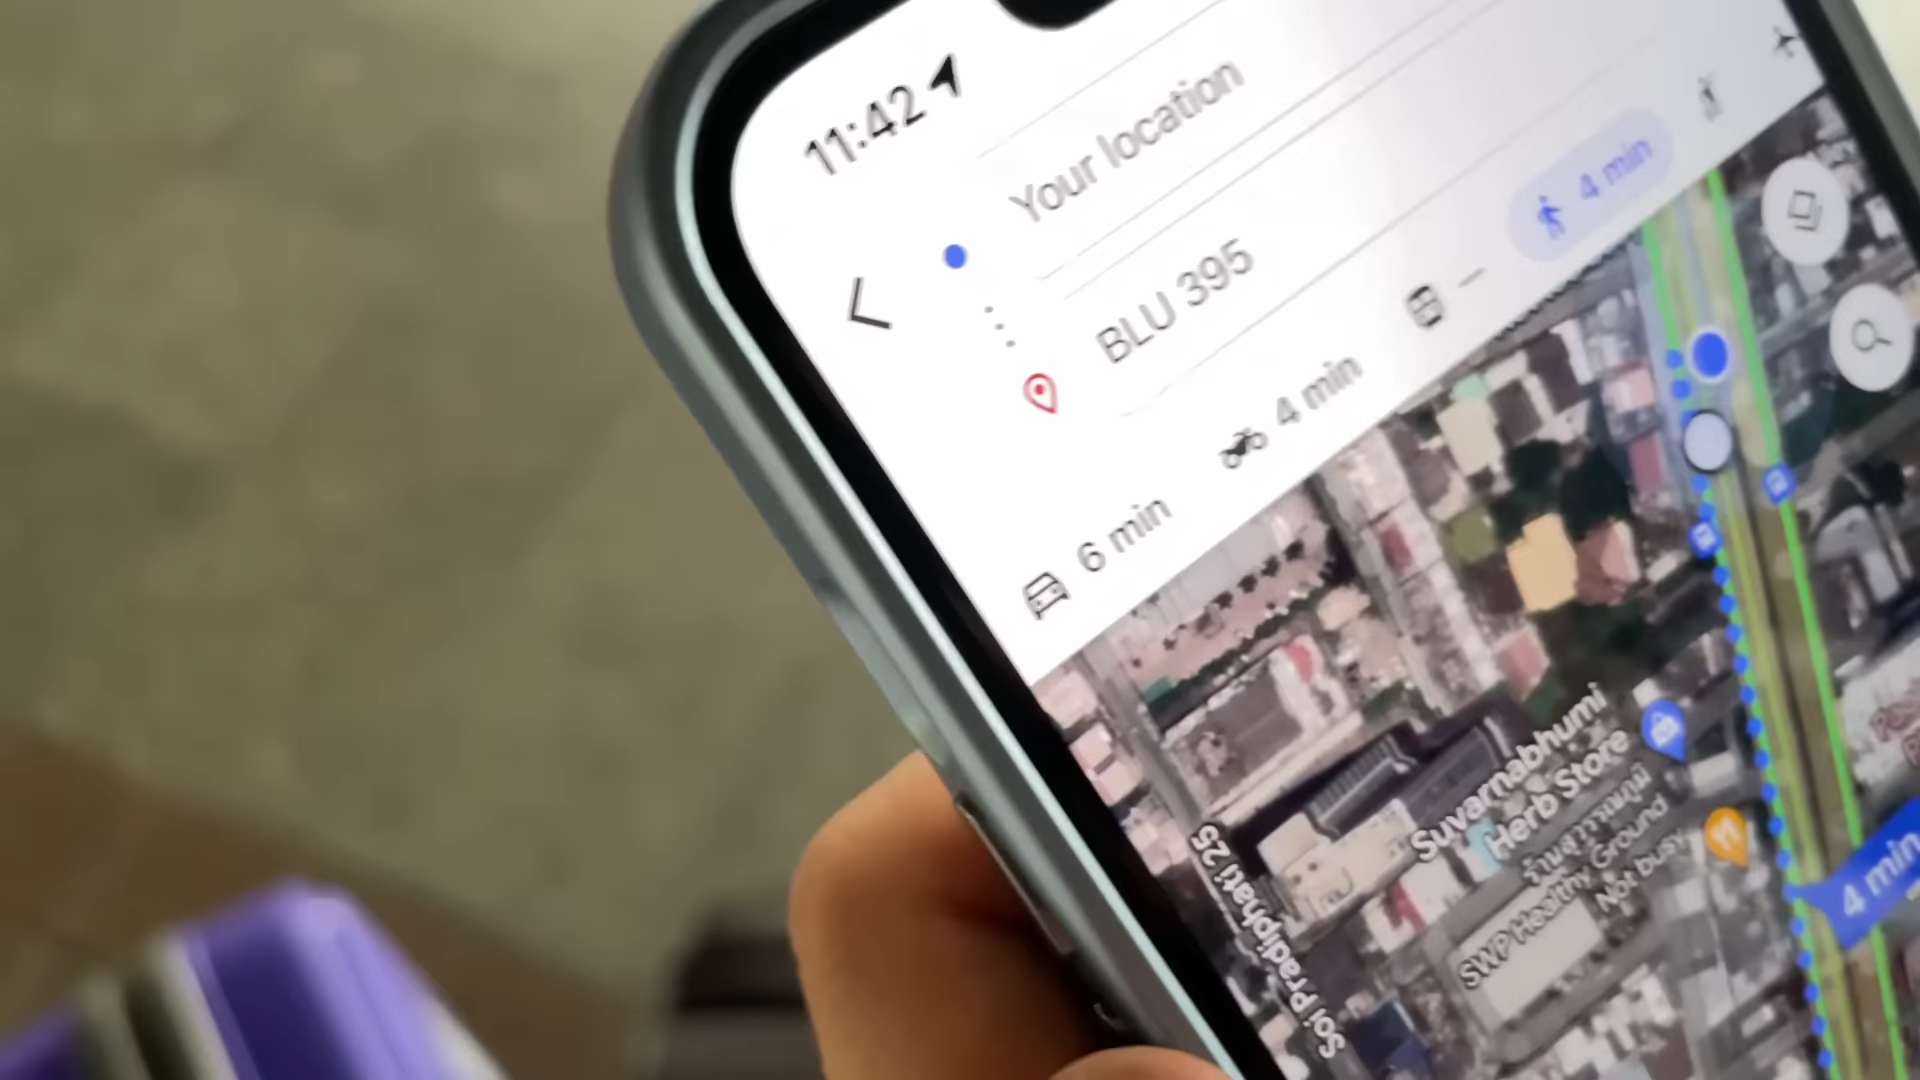 11:42
Your location
BLU 395
6 min
4 min
4 min
Suvarnabhumi
Herb Store
SWP Healthy Ground
Not busy
Soi Pradiphati 25
4 min